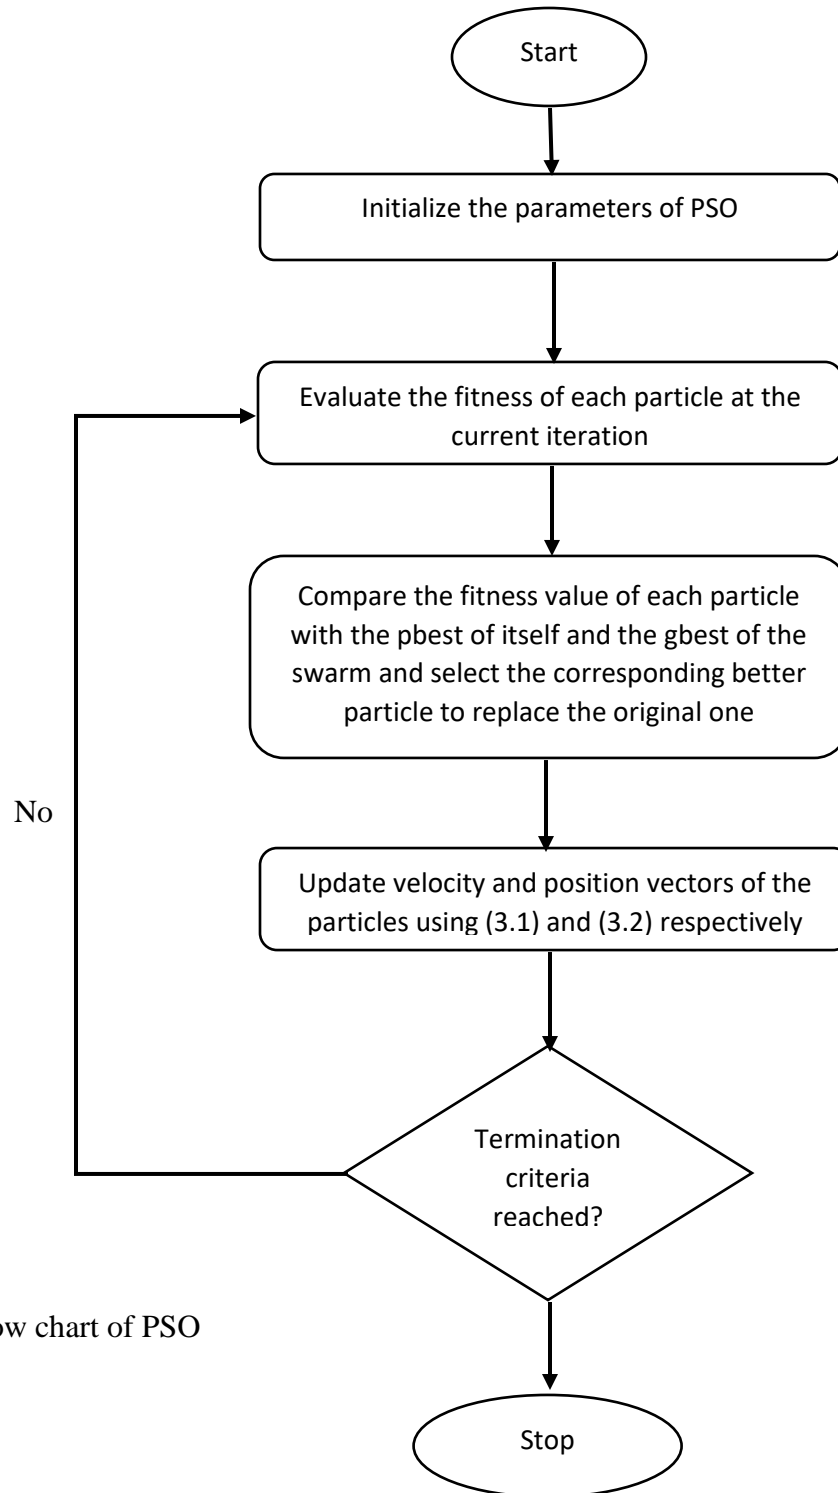 Start
Initialize the parameters of PSO
Evaluate the fitness of each particle at the
current iteration
Compare the fitness value of each particle
with the pbest of itself and the gbest of the
swarm and select the corresponding better
particle to replace the original one
No
Update velocity and position vectors of the
particles using (3.1) and (3.2) respectively
Termination
criteria
reached?
chart of PSO
Stop